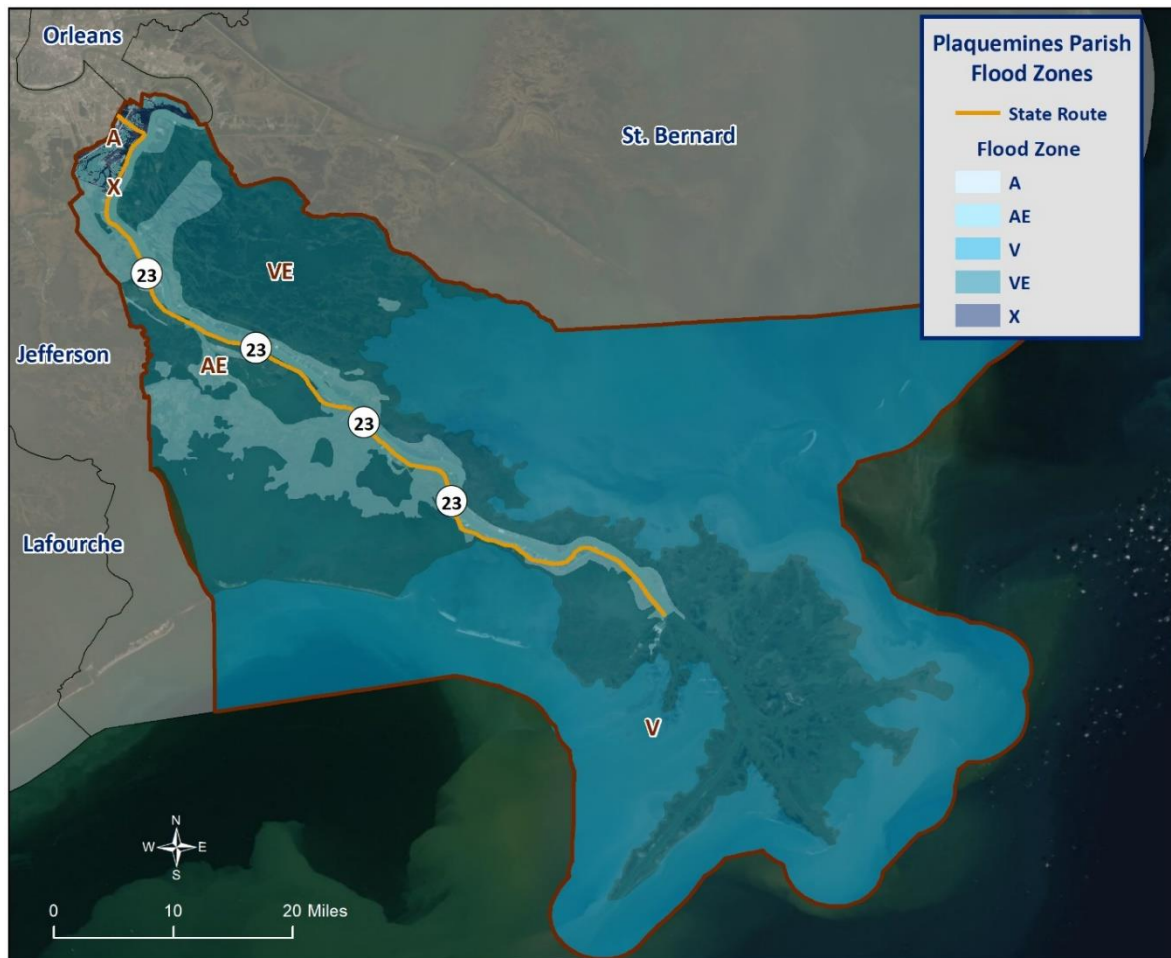 Orleans
Plaquemines Parish
Flood Zones
State Route
Flood Zone
A
AE
V
VE
X
St. Bernard
A
X
VE
23
23
Jefferson
AE
23
23
Lafourche
V
N
W E
S
0 10 20 Miles